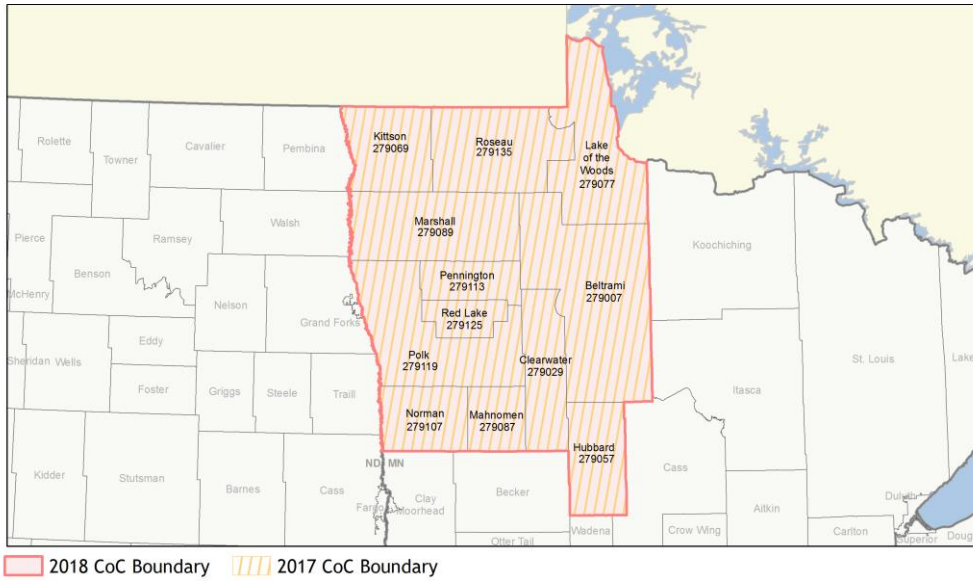 Rolette
Towner
Cavalier
Pembina
Kittson
279069
Roseau
279135
Lake
of the
Woods
279077
Pierce
Ramsey
Walsh
Marshall
279089
Koochiching
Benson
Pennington
279113
Beltrami
279007
McHenry
Nelson
Grand Forks
Red Lake
279125
Sheridan
Wells
Eddy
Polk
279119
Clearwater
279029
St. Louis
Lake
Foster
Griggs
Steele
Traill
Itasca
Norman
279107
Mahnomen
279087
Hubbard
279057
Kidder
Stutsman
Barnes
Cass
ND
MN
Fargo
Clay
Moorhead
Becker
Cass
Aitkin
Duluth
Otter Tail
Wadena
Crow Wing
Carlton
Superior
Doug
2018 CoC Boundary
2017 CoC Boundary